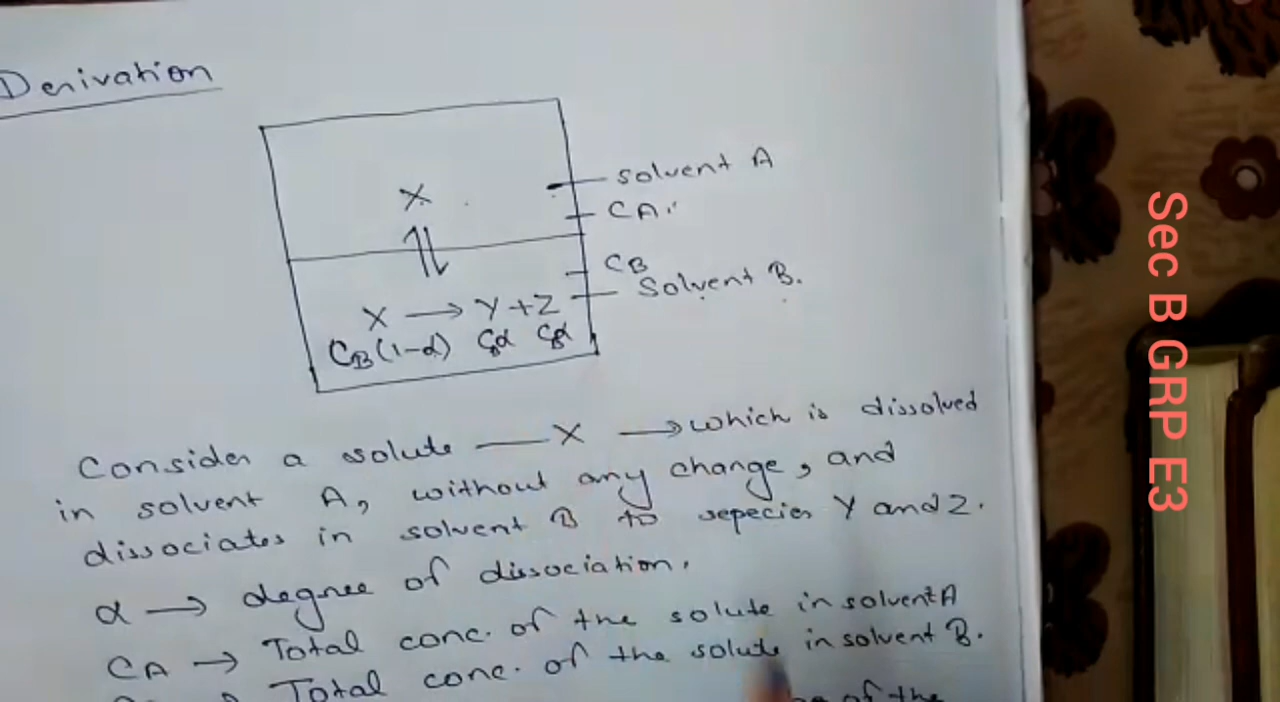 Derivation
X
solvent A
CA
CB
Solvent B.
X → Y + Z
CB(1-α) CBα CBα
Consider a solute — X → which is dissolved
in solvent A, without any change, and
dissociates in solvent B to sepecies Y and Z.
α → degree of dissociation.
CA → Total conc. of the solute in solvent A
Total conc. of the solute in solvent B.
of the
Sec B GRP E3